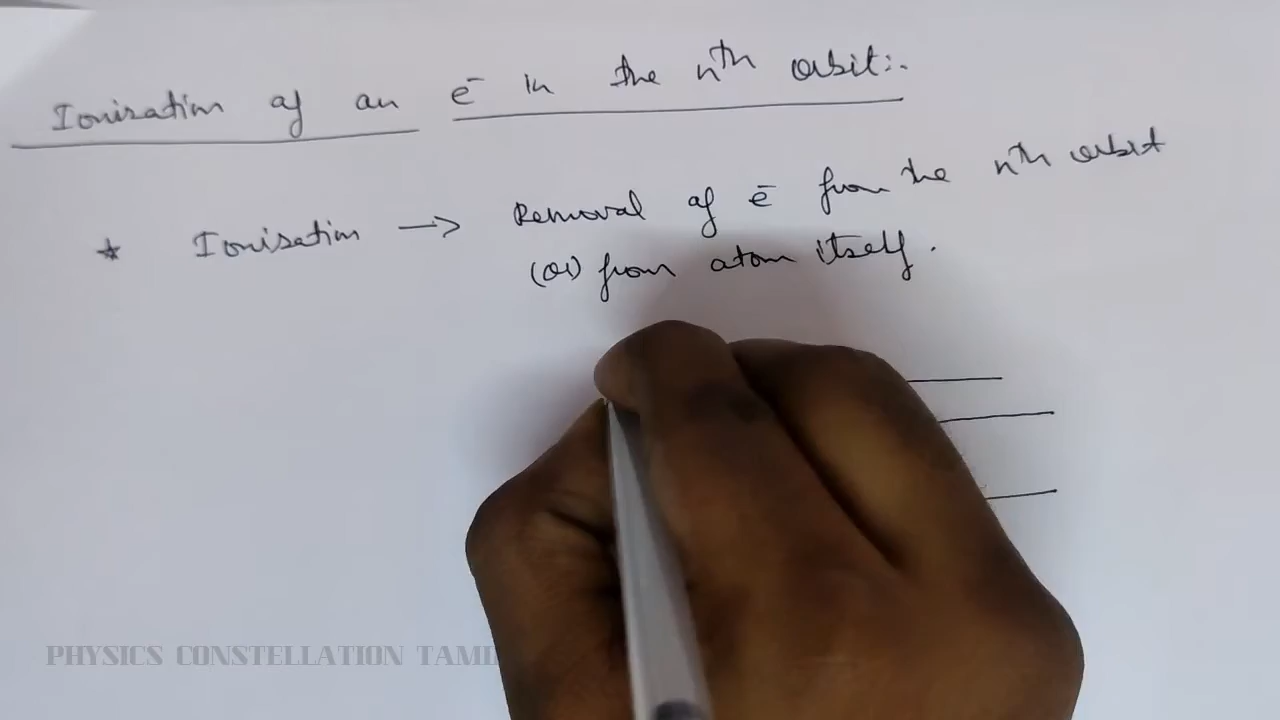 Ionisation of an e⁻ in the nth orbit:-
* Ionisation → Removal of e⁻ from the nth orbit
(or) from atom itself.
PHYSICS CONSTELLATION TAMI